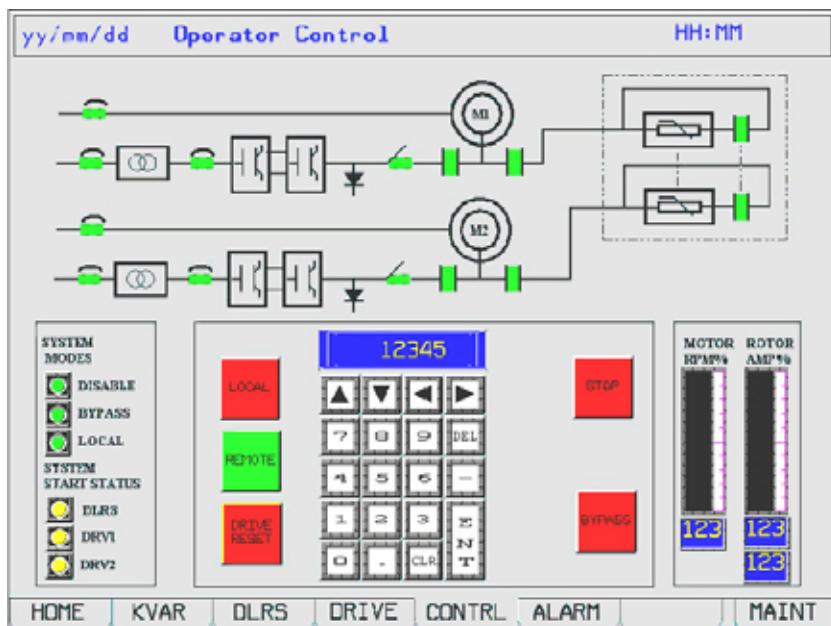 yy/mm/dd Operator Control HH:MM
M1
M2
SYSTEM
MODES
DISABLE
BYPASS
LOCAL
SYSTEM
START STATUS
DLRS
DRV1
DRV2
LOCAL
REMOTE
DRIVE
RESET
12345
7 8 9 DEL
4 5 6 -
1 2 3 ENT
0 . CLR
STOP
BYPASS
MOTOR
RPM%
ROTOR
AMP%
123 123
123
HOME KVAR DLRS DRIVE CONTRL ALARM MAINT